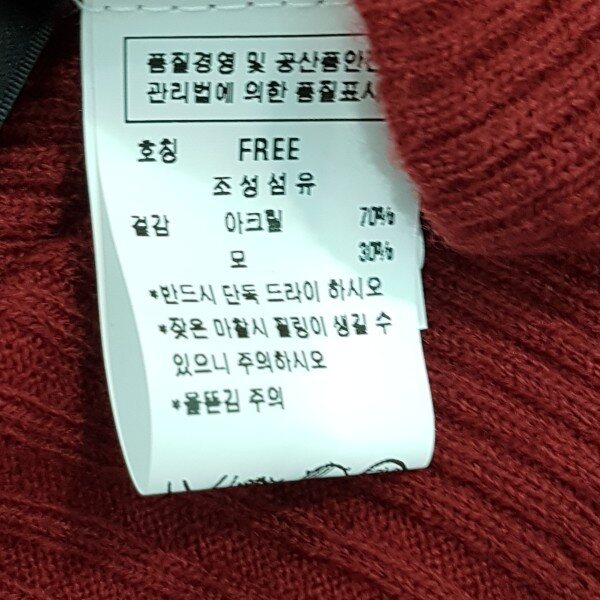 품질경영 및 공산품안전
관리법에 의한 품질표시
호칭 FREE
조성섬유
겉감 아크릴 70%
모 30%
*반드시 단독 드라이 하시오
*잦은 마찰시 필링이 생길 수
있으니 주의하시오
*올뜯김 주의